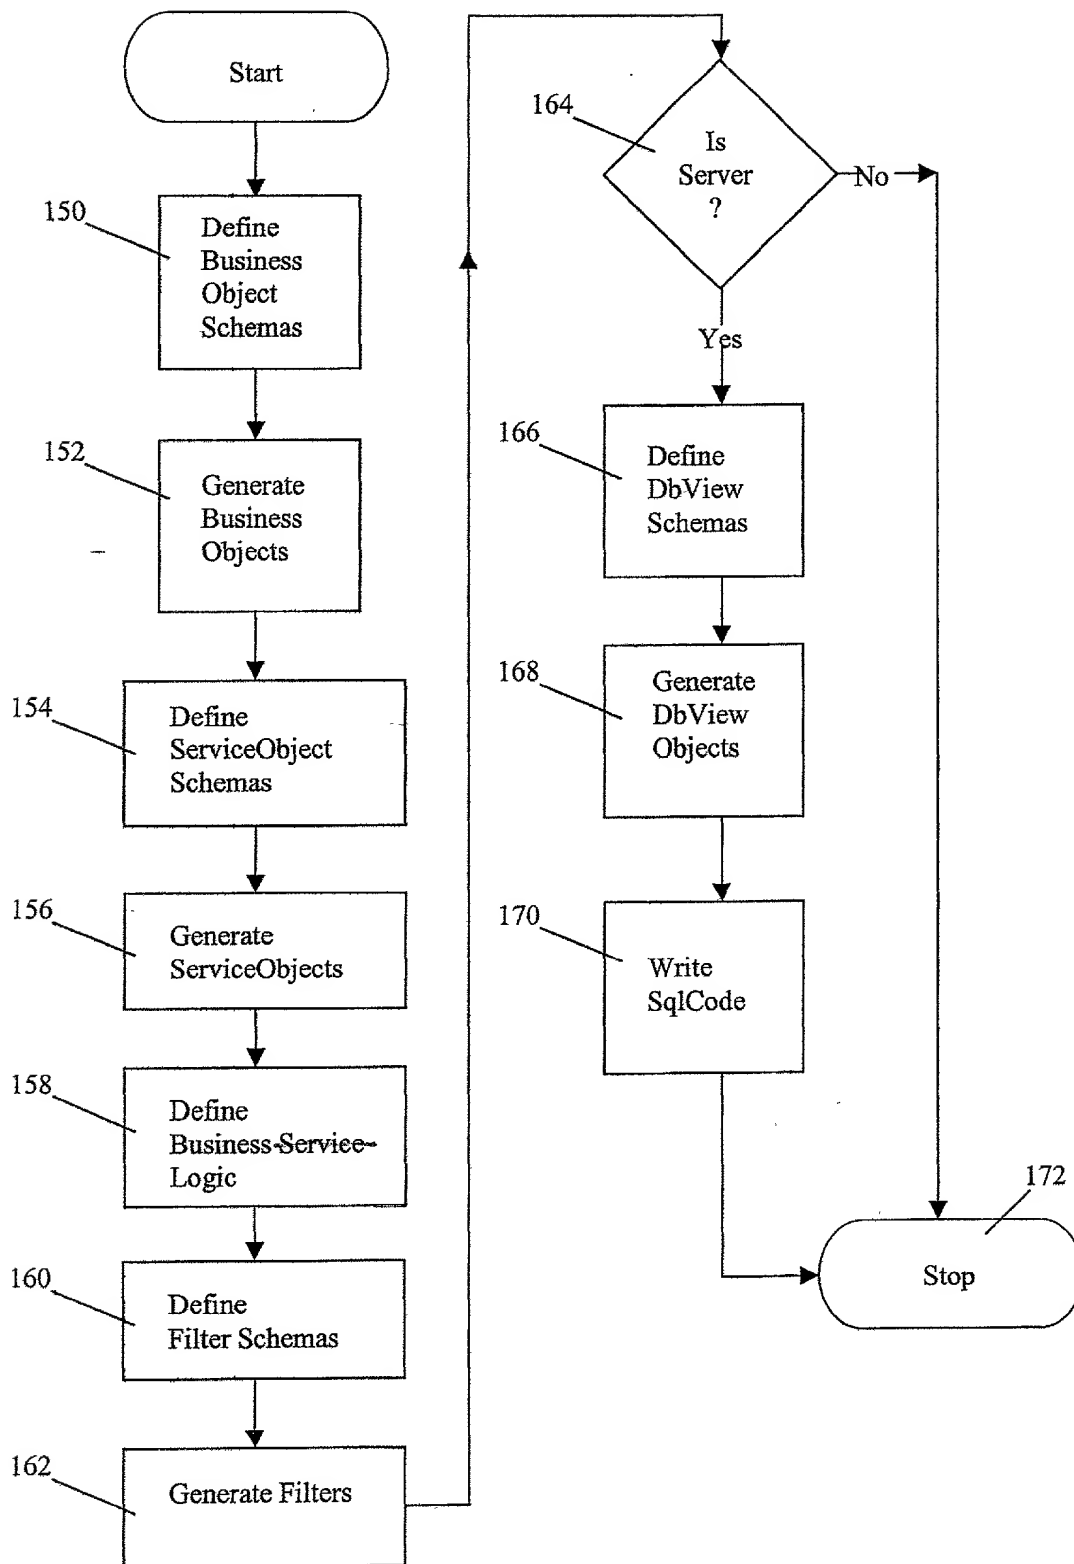 Start
150
Define
Business
Object
Schemas
152
Generate
Business
Objects
154
Define
ServiceObject
Schemas
156
Generate
ServiceObjects
158
Define
Business-Service-
Logic
160
Define
Filter Schemas
162
Generate Filters
164
Is
Server
?
No
Yes
166
Define
DbView
Schemas
168
Generate
DbView
Objects
170
Write
SqlCode
172
Stop